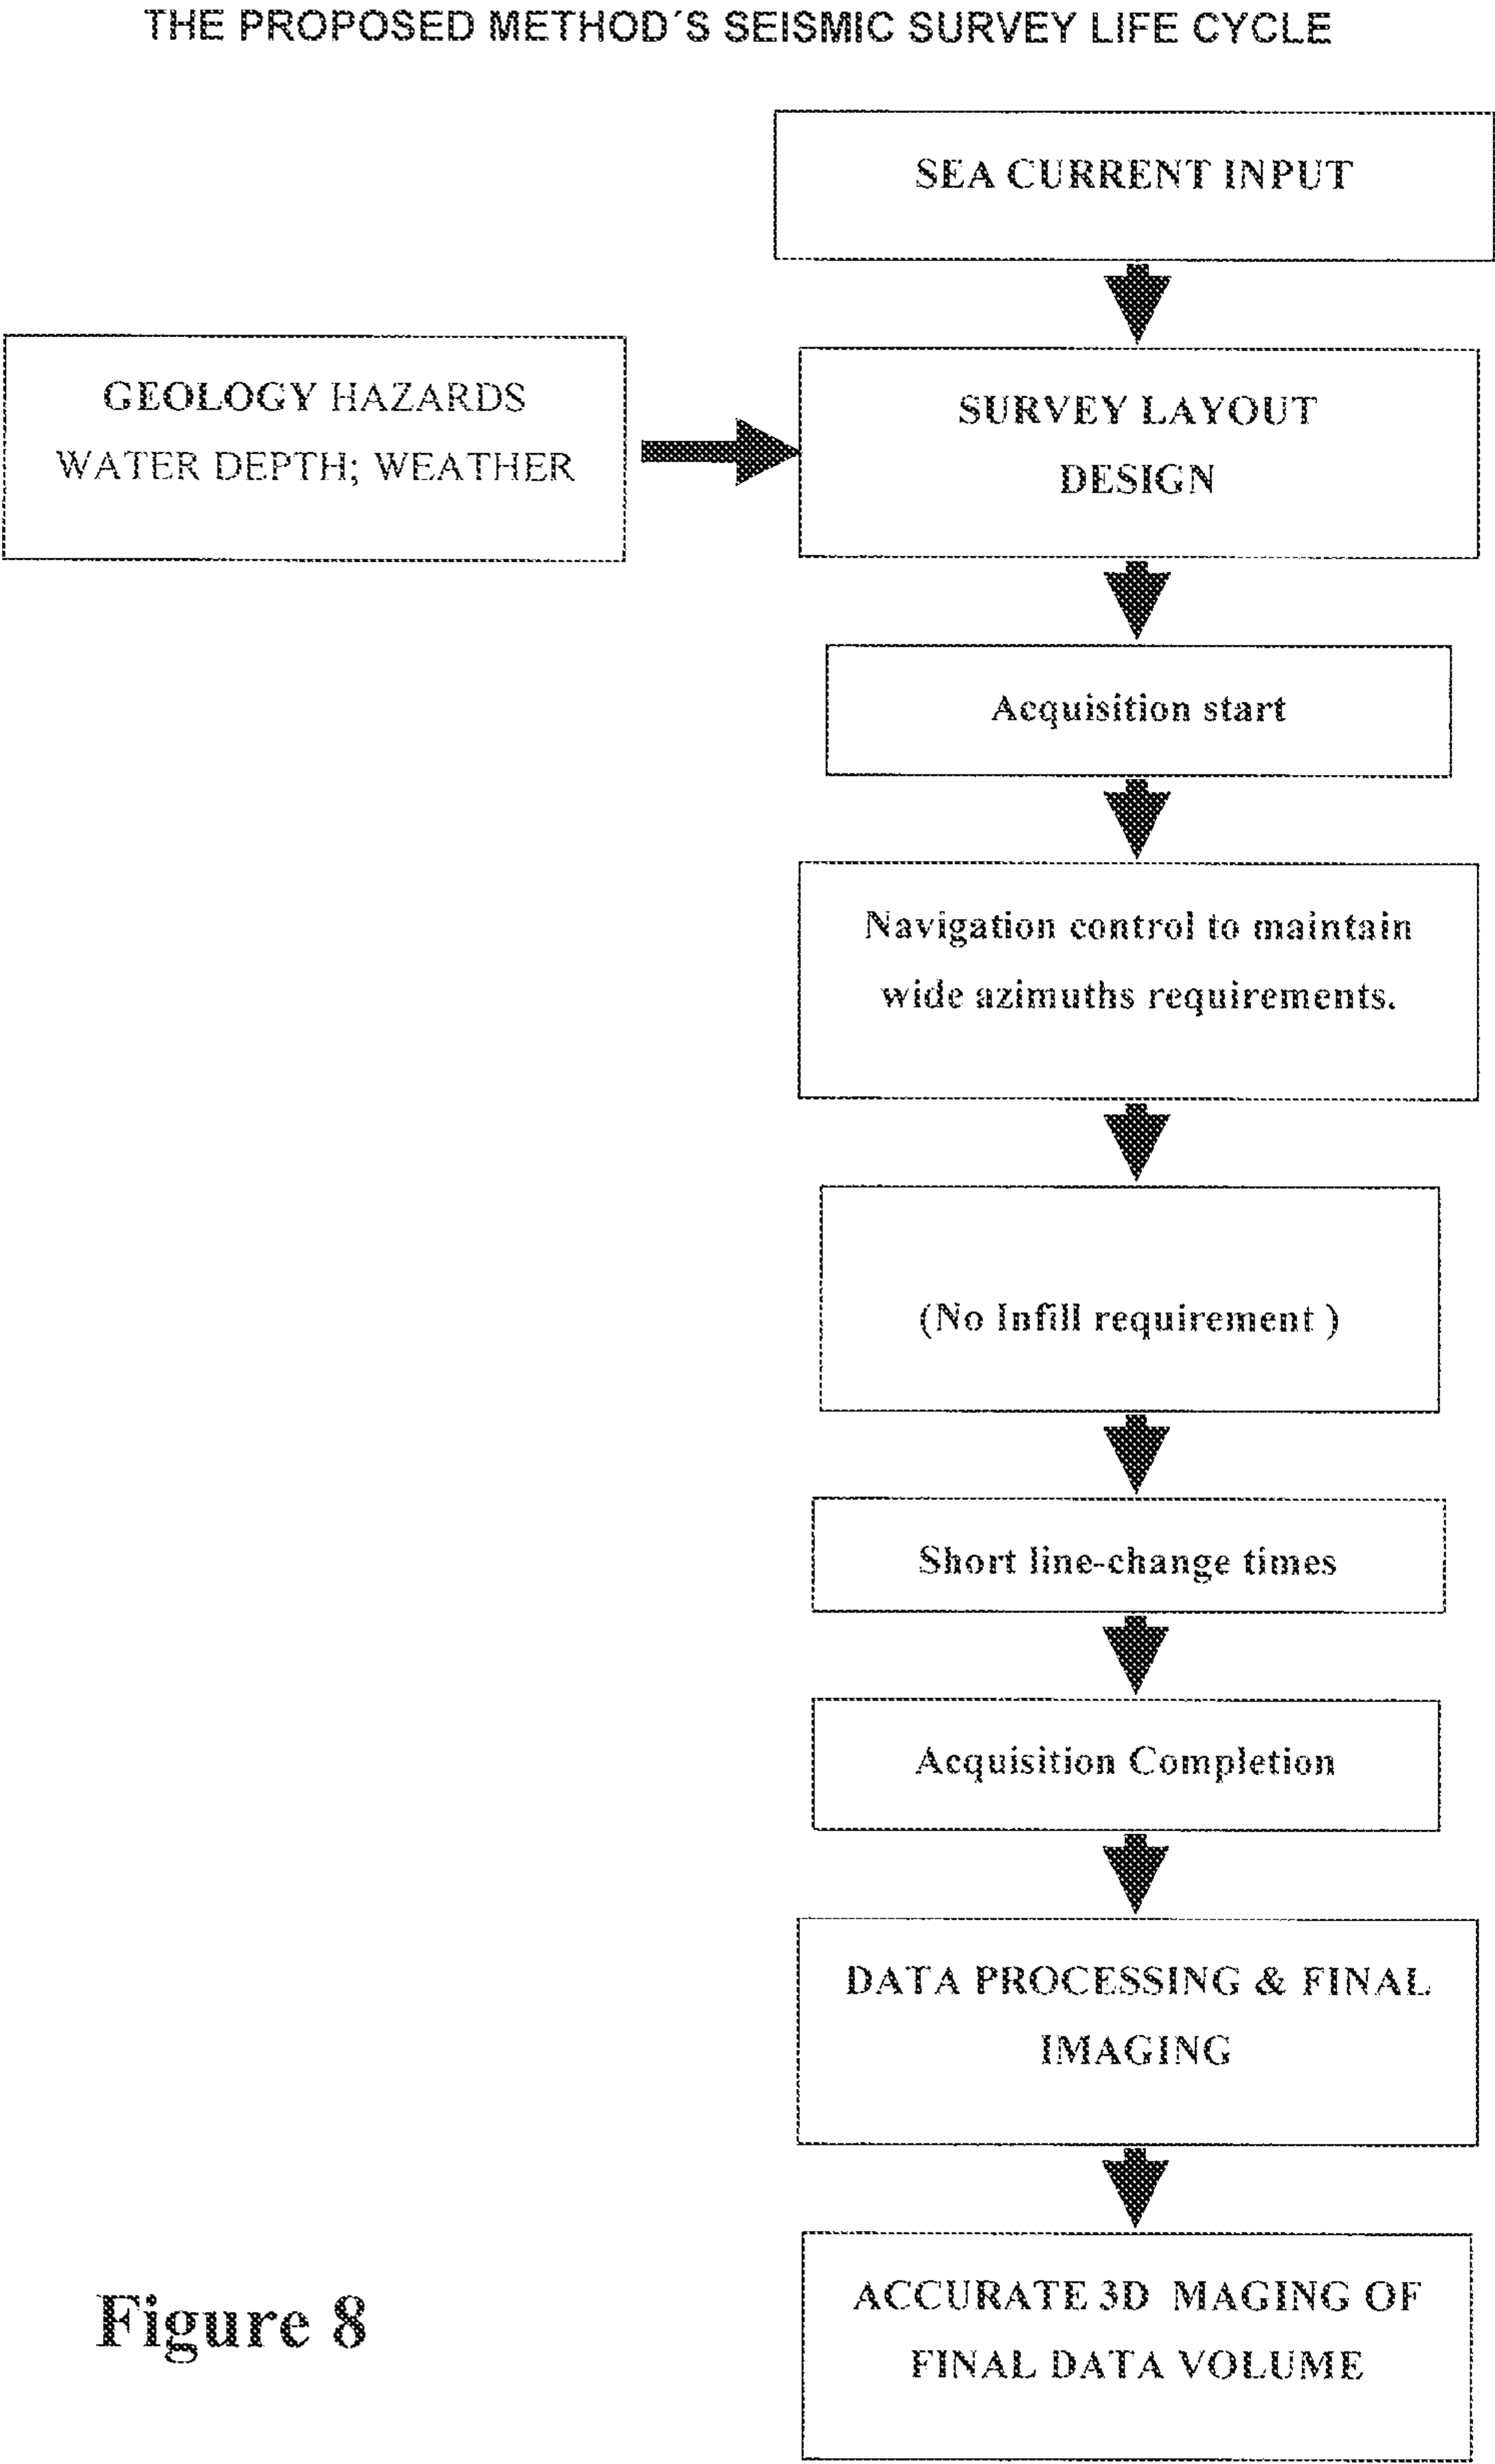 THE PROPOSED METHOD´S SEISMIC SURVEY LIFE CYCLE
SEA CURRENT INPUT
GEOLOGY HAZARDS
WATER DEPTH; WEATHER
SURVEY LAYOUT
DESIGN
Acquisition start
Navigation control to maintain
wide azimuths requirements.
(No Infill requirement )
Short line-change times
Acquisition Completion
DATA PROCESSING & FINAL
IMAGING
ACCURATE 3D MAGING OF
FINAL DATA VOLUME
Figure 8